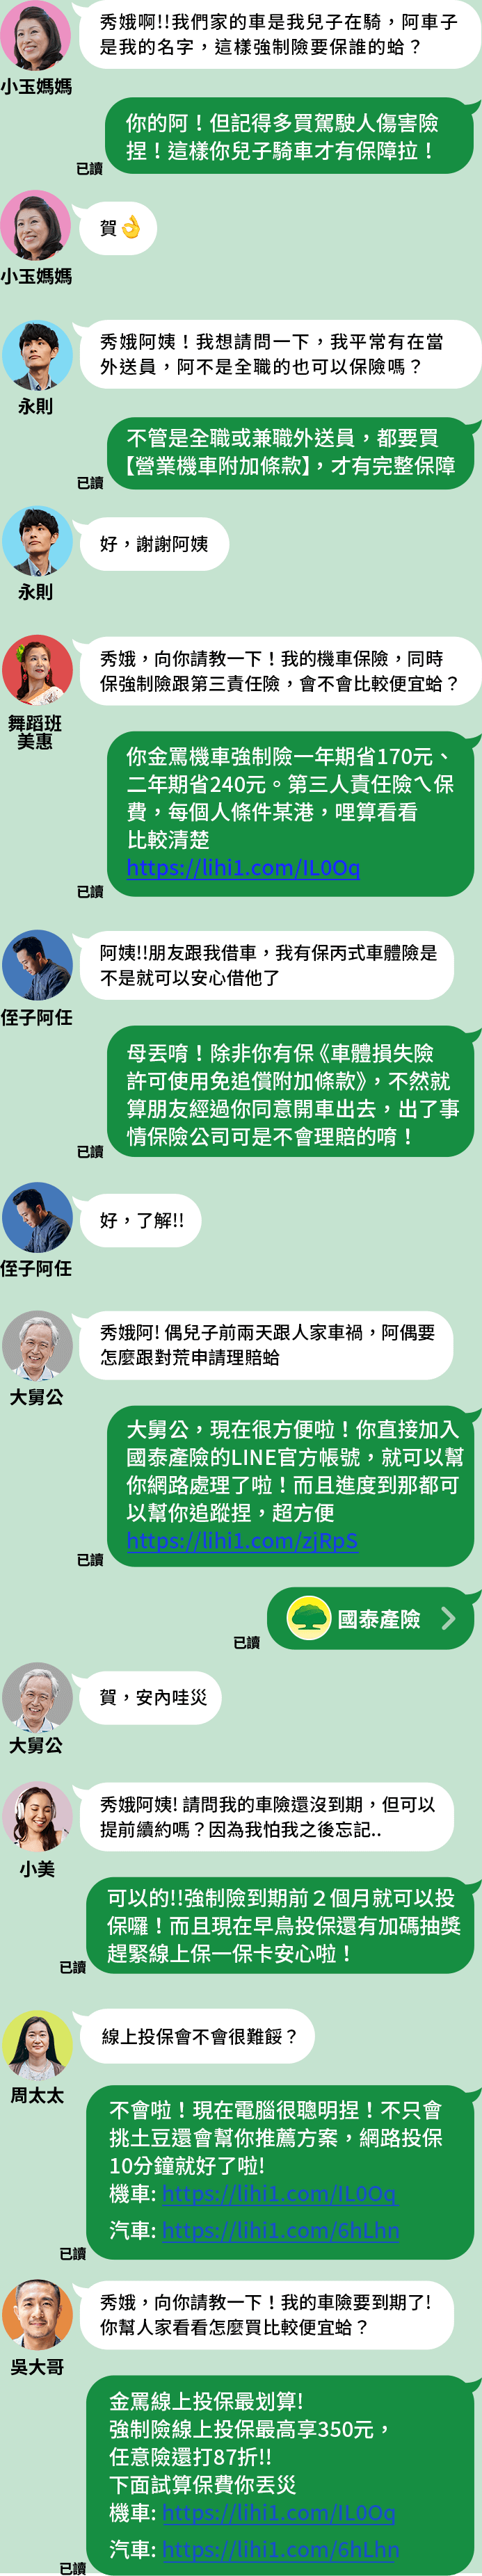 秀娥啊!!我們家的車是我兒子在騎，阿車子
是我的名字，這樣強制險要保誰的蛤？
小玉媽媽
你的阿！但記得多買駕駛人傷害險
捏！這樣你兒子騎車才有保障拉！
已讀
賀👌
小玉媽媽
秀娥阿姨！我想請問一下，我平常有在當
外送員，阿不是全職的也可以保險嗎？
永則
不管是全職或兼職外送員，都要買
【營業機車附加條款】，才有完整保障
已讀
好，謝謝阿姨
永則
秀娥，向你請教一下！我的機車保險，同時
保強制險跟第三責任險，會不會比較便宜蛤？
舞蹈班
美惠
你金罵機車強制險一年期省170元、
二年期省240元。第三人責任險ㄟ保
費，每個人條件某港，哩算看看
比較清楚
https://lihi1.com/IL0Oq
已讀
阿姨!!朋友跟我借車，我有保丙式車體險是
不是就可以安心借他了
侄子阿任
母丟唷！除非你有保《車體損失險
許可使用免追償附加條款》，不然就
算朋友經過你同意開車出去，出了事
情保險公司可是不會理賠的唷！
已讀
好，了解!!
侄子阿任
秀娥阿! 偶兒子前兩天跟人家車禍，阿偶要
怎麼跟對荒申請理賠蛤
大舅公
大舅公，現在很方便啦！你直接加入
國泰產險的LINE官方帳號，就可以幫
你網路處理了啦！而且進度到那都可
以幫你追蹤捏，超方便
https://lihi1.com/zjRpS
已讀
國泰產險
已讀
賀，安內哇災
大舅公
秀娥阿姨! 請問我的車險還沒到期，但可以
提前續約嗎？因為我怕我之後忘記..
小美
可以的!!強制險到期前２個月就可以投
保囉！而且現在早鳥投保還有加碼抽獎
趕緊線上保一保卡安心啦！
已讀
線上投保會不會很難餒？
周太太
不會啦！現在電腦很聰明捏！不只會
挑土豆還會幫你推薦方案，網路投保
10分鐘就好了啦!
機車: https://lihi1.com/IL0Oq
汽車: https://lihi1.com/6hLhn
已讀
秀娥，向你請教一下！我的車險要到期了!
你幫人家看看怎麼買比較便宜蛤？
吳大哥
金罵線上投保最划算!
強制險線上投保最高享350元，
任意險還打87折!!
下面試算保費你丟災
機車: https://lihi1.com/IL0Oq
汽車: https://lihi1.com/6hLhn
已讀